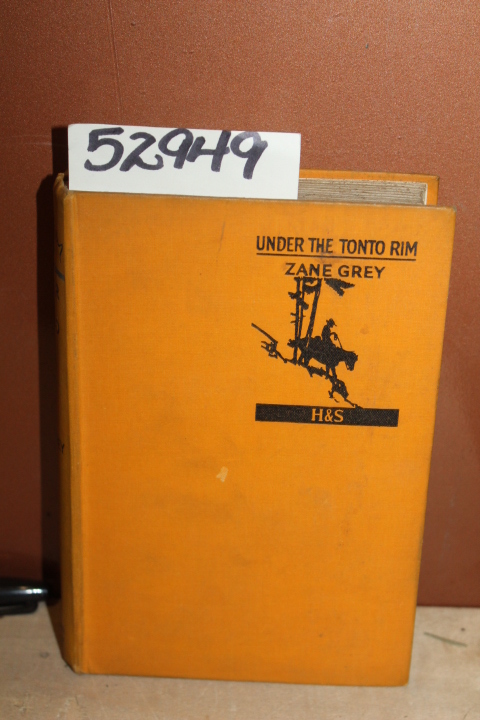 52949
UNDER THE TONTO RIM
ZANE GREY
H&S